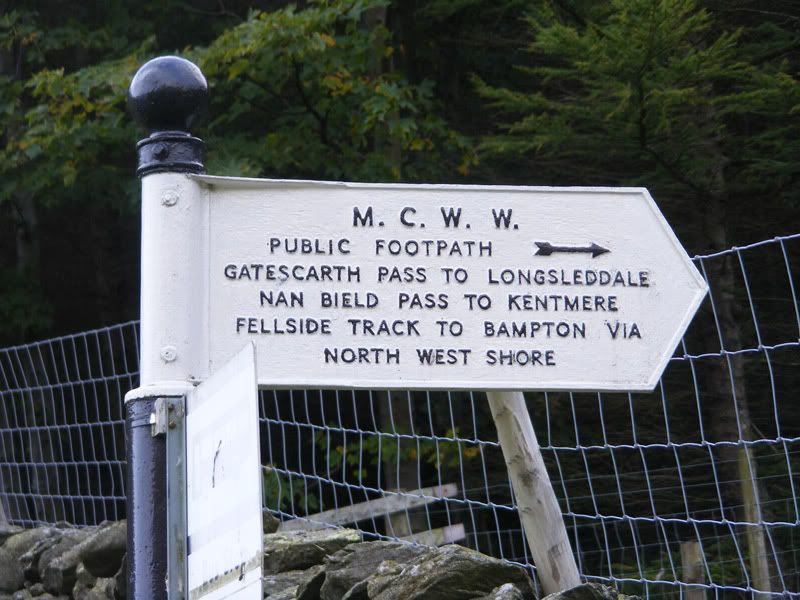 M. C. W. W.
PUBLIC FOOTPATH
GATESCARTH PASS TO LONGSLEDDALE
NAN BIELD PASS TO KENTMERE
FELLSIDE TRACK TO BAMPTON VIA
NORTH WEST SHORE